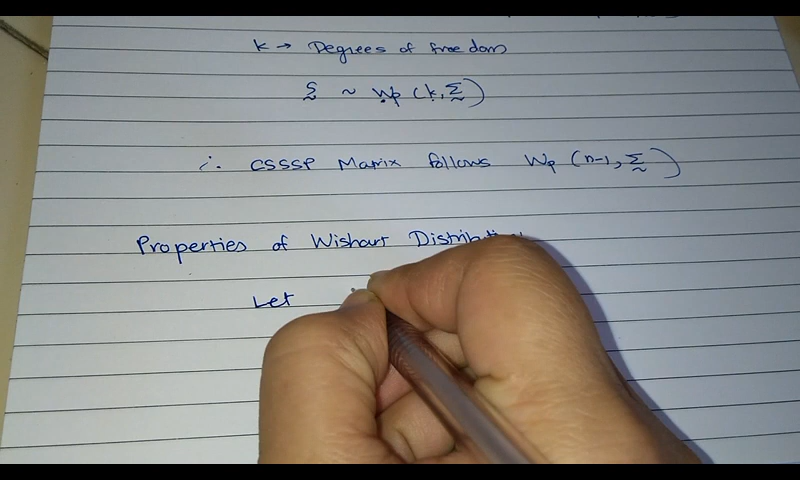 k → Degrees of freedom
S ~ Wp (k, Σ)
∴ CSSSP Matrix follows Wp (n-1, Σ)
Properties of Wishart
Let